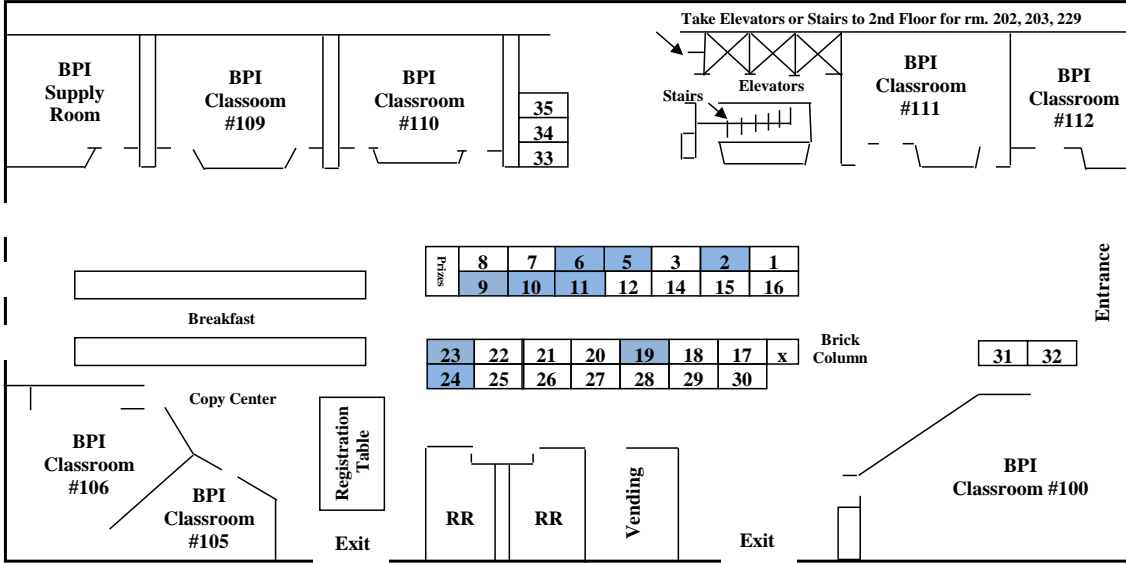 Take Elevators or Stairs to 2nd Floor for rm. 202, 203, 229
BPI
Supply
Room
BPI
Classoom
#109
BPI
Classroom
#110
35
34
33
Elevators
Stairs
BPI
Classroom
#111
BPI
Classroom
#112
Prizes
8 7 6 5 3 2 1
9 10 11 12 14 15 16
Entrance
Breakfast
23 22 21 20 19 18 17 x
24 25 26 27 28 29 30
Brick
Column
31 32
Copy Center
BPI
Classroom
#106
BPI
Classroom
#105
Registration
Table
Exit
RR
RR
Vending
Exit
BPI
Classroom #100